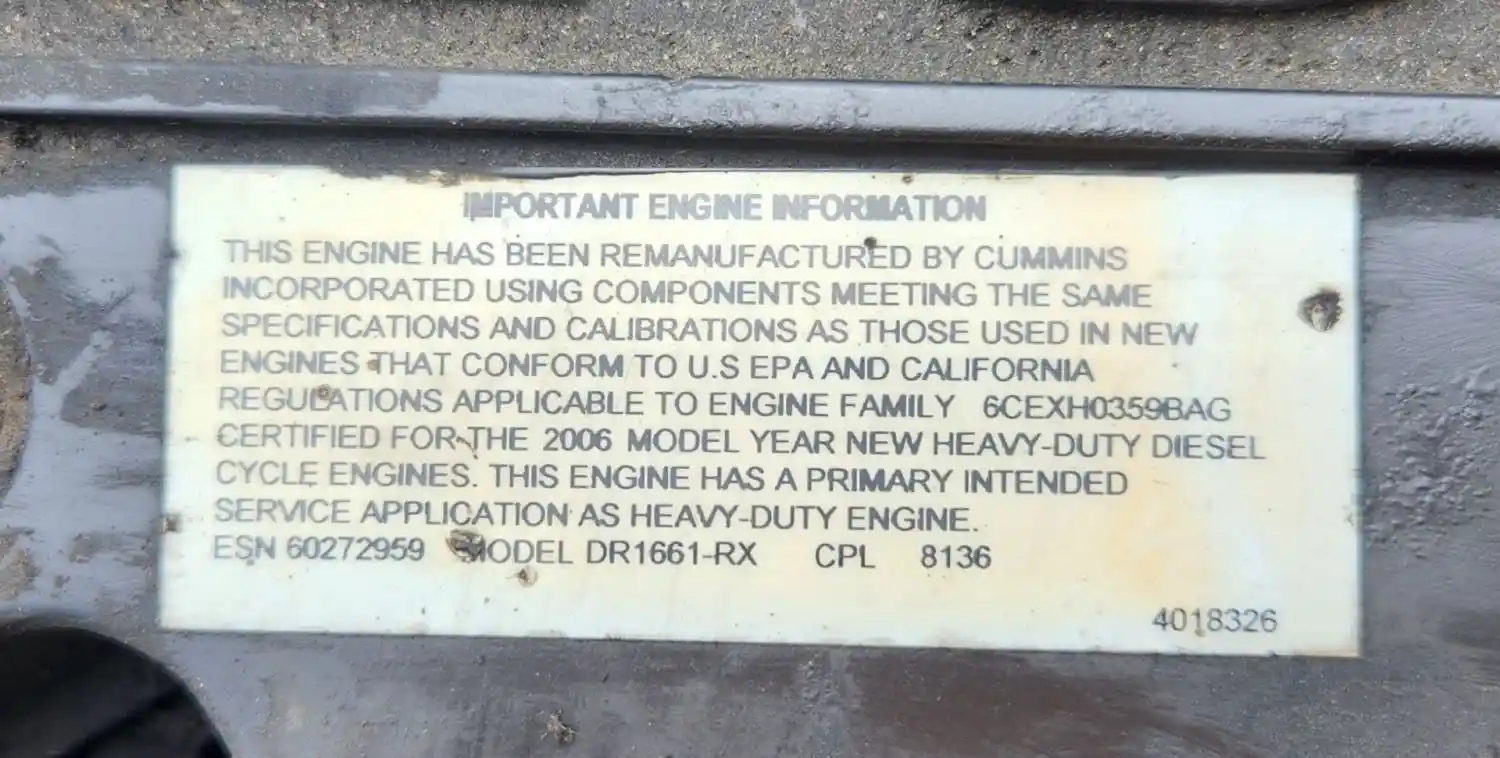 IMPORTANT ENGINE INFORMATION
THIS ENGINE HAS BEEN REMANUFACTURED BY CUMMINS
INCORPORATED USING COMPONENTS MEETING THE SAME
SPECIFICATIONS AND CALIBRATIONS AS THOSE USED IN NEW
ENGINES THAT CONFORM TO U.S EPA AND CALIFORNIA
REGULATIONS APPLICABLE TO ENGINE FAMILY 6CEXH0359BAG
CERTIFIED FOR THE 2006 MODEL YEAR NEW HEAVY-DUTY DIESEL
CYCLE ENGINES. THIS ENGINE HAS A PRIMARY INTENDED
SERVICE APPLICATION AS HEAVY-DUTY ENGINE.
ESN 60272959 MODEL DR1661-RX CPL 8136
4018326